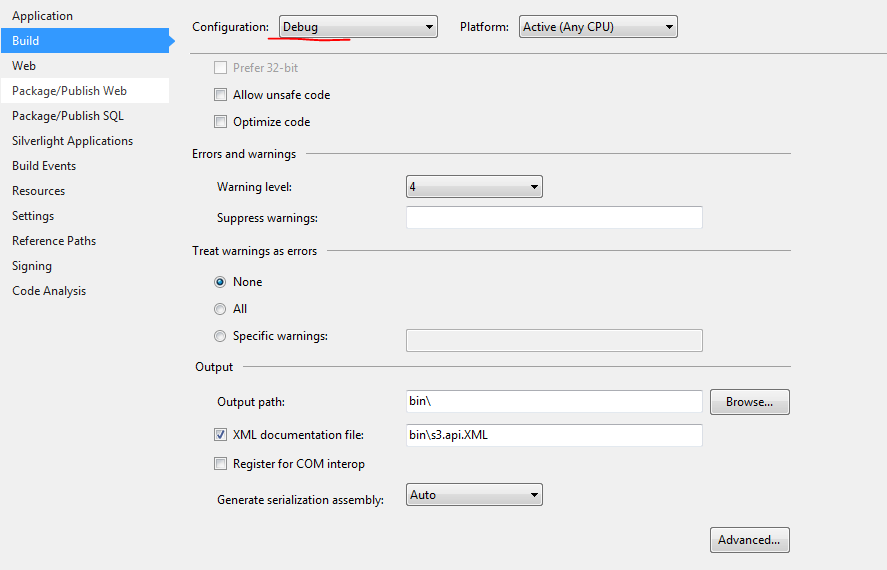 Application
Build
Web
Package/Publish Web
Package/Publish SQL
Silverlight Applications
Build Events
Resources
Settings
Reference Paths
Signing
Code Analysis
Configuration: Debug Platform: Active (Any CPU)
Prefer 32-bit
Allow unsafe code
Optimize code
Errors and warnings
Warning level: 4
Suppress warnings:
Treat warnings as errors
None
All
Specific warnings:
Output
Output path: bin\ Browse...
XML documentation file: bin\s3.api.XML
Register for COM interop
Generate serialization assembly: Auto
Advanced...